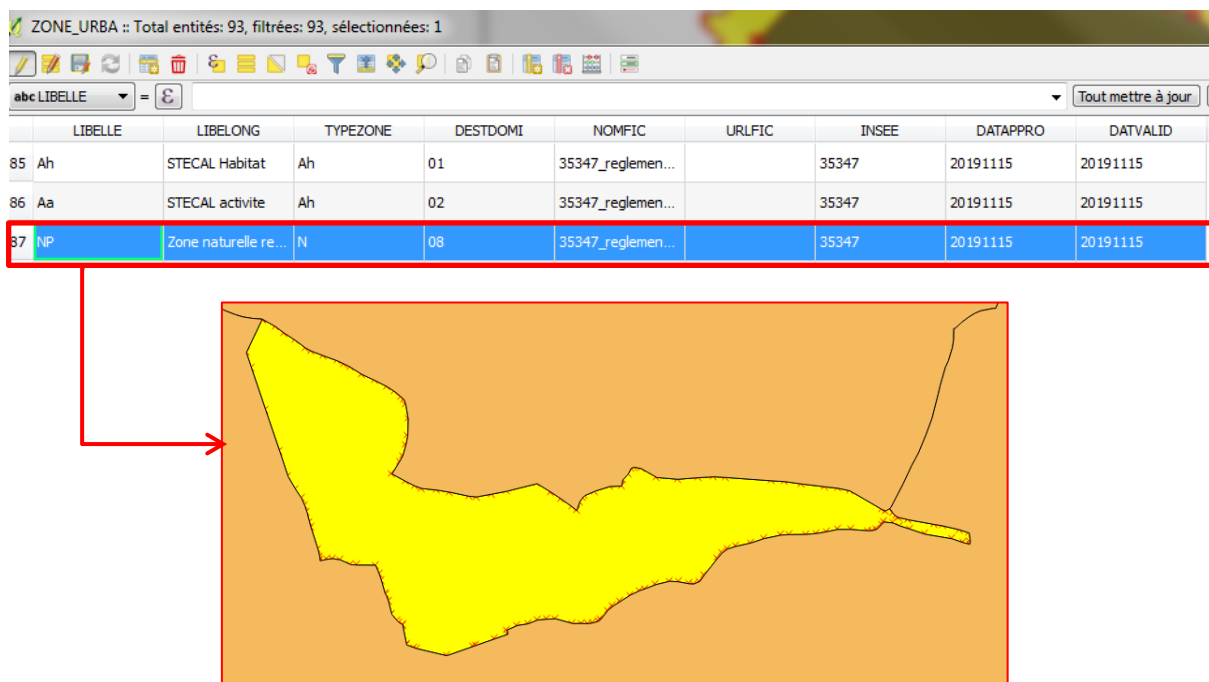 ZONE_URBA :: Total entités: 93, filtrées: 93, sélectionnées: 1
abc LIBELLE = ε Tout mettre à jour
LIBELLE LIBELONG TYPEZONE DESTDOMI NOMFIC URLFIC INSEE DATAPPRO DATVALID
85 Ah STECAL Habitat Ah 01 35347_reglemen... 35347 20191115 20191115
86 Aa STECAL activite Ah 02 35347_reglemen... 35347 20191115 20191115
87 NP Zone naturelle re... N 08 35347_reglemen... 35347 20191115 20191115